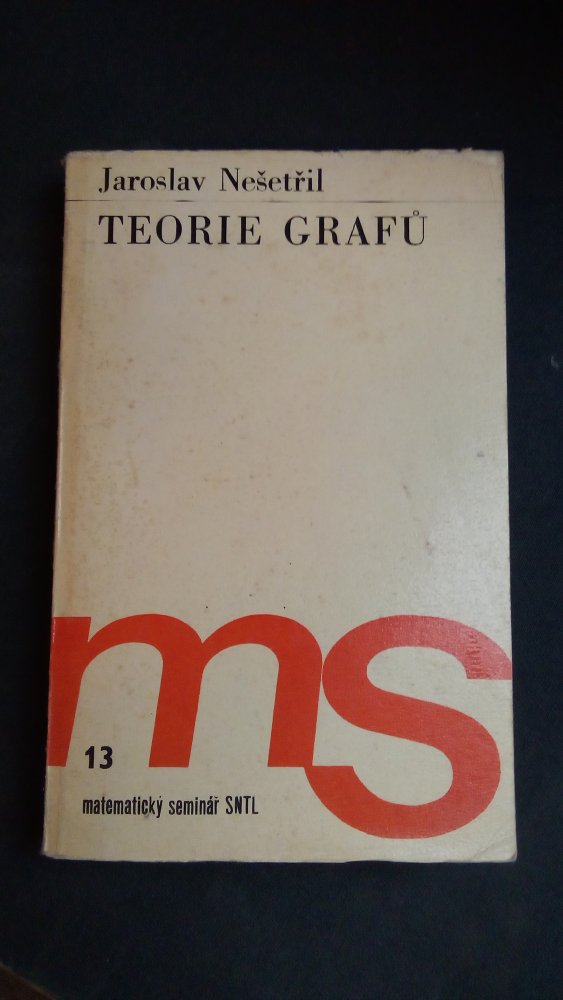 Jaroslav Nešetřil
TEORIE GRAFŮ
ms
13
matematický seminář SNTL